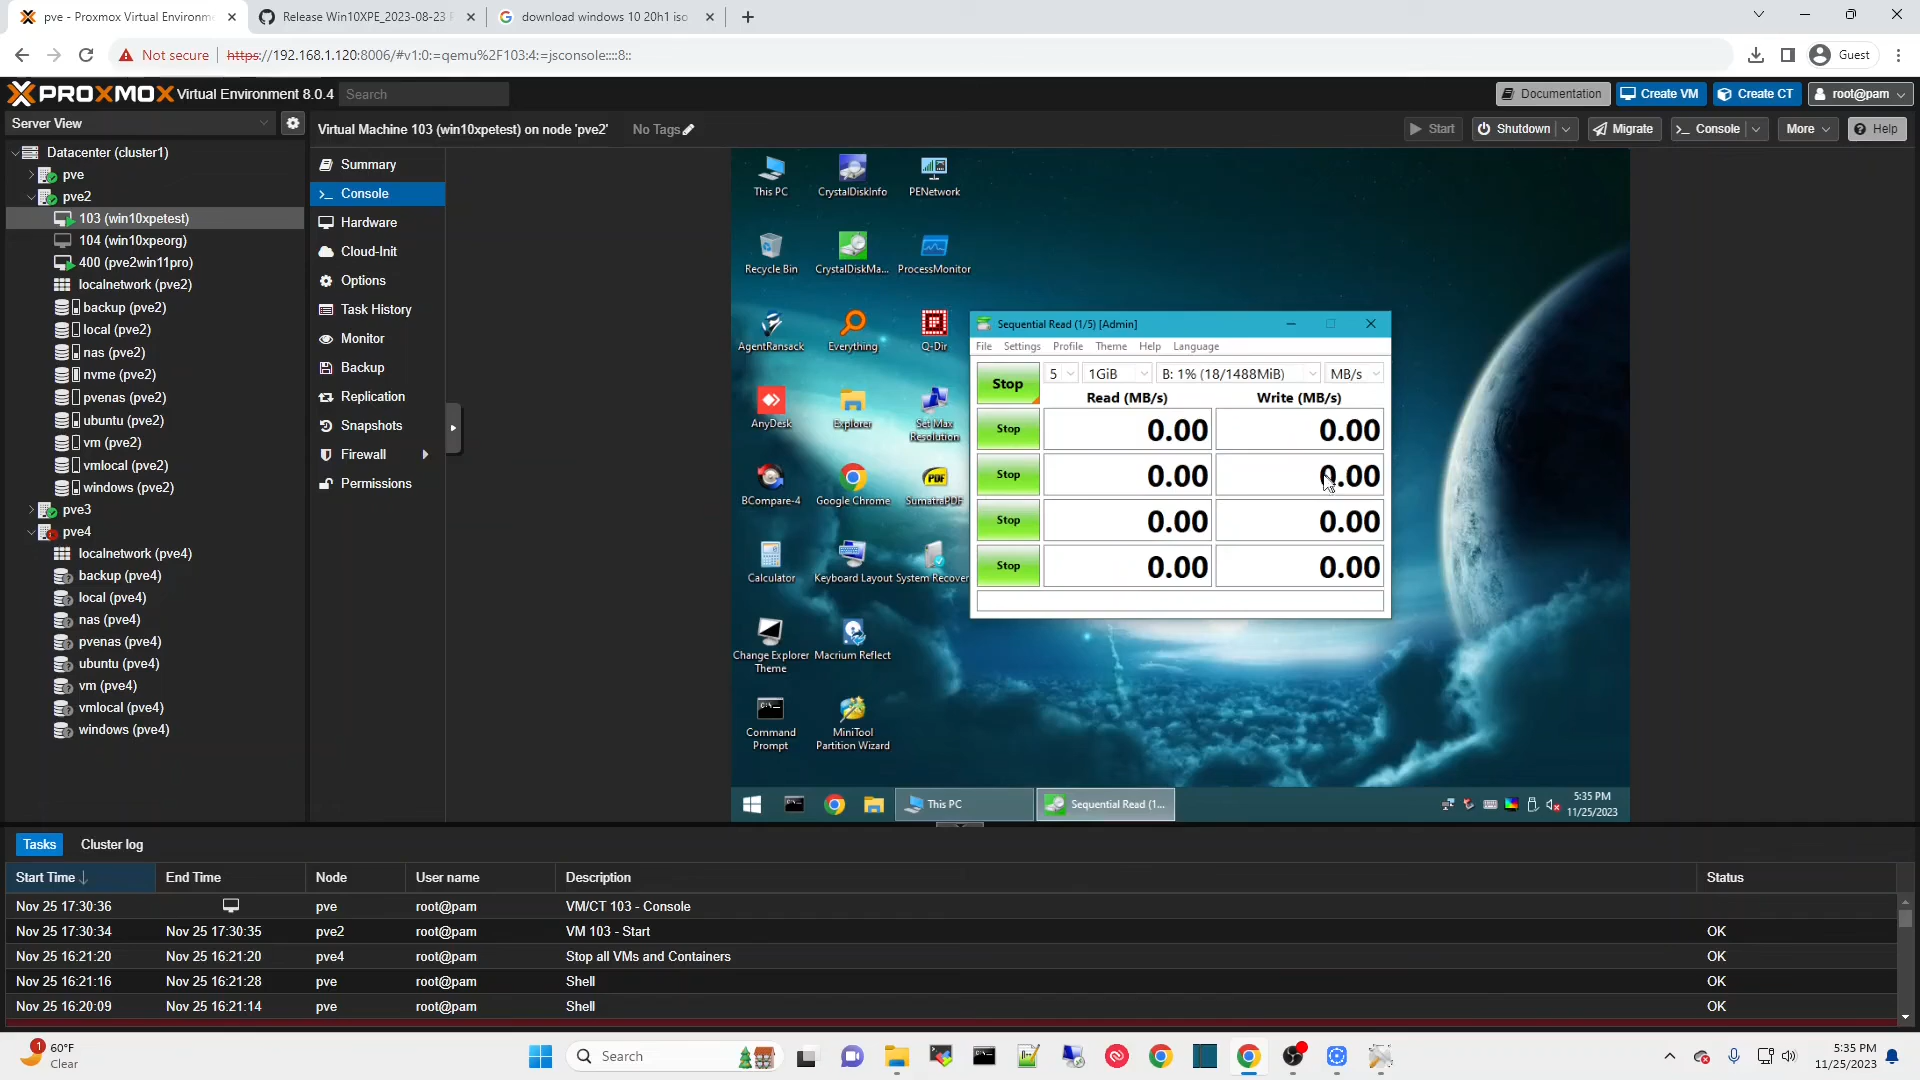 pve - Proxmox Virtual Environme
Release Win10XPE_2023-08-23
download windows 10 20h1 iso
Not secure
https://192.168.1.120:8006/#v1:0:=qemu%2F103:4:=jsconsole::::8::
Guest
PROXMOX Virtual Environment 8.0.4
Search
Documentation
Create VM
Create CT
root@pam
Server View
Virtual Machine 103 (win10xpetest) on node 'pve2'
No Tags
Start
Shutdown
Migrate
Console
More
Help
Datacenter (cluster1)
pve
pve2
103 (win10xpetest)
104 (win10xpeorg)
400 (pve2win11pro)
localnetwork (pve2)
backup (pve2)
local (pve2)
nas (pve2)
nvme (pve2)
pvenas (pve2)
ubuntu (pve2)
vm (pve2)
vmlocal (pve2)
windows (pve2)
pve3
pve4
localnetwork (pve4)
backup (pve4)
local (pve4)
nas (pve4)
pvenas (pve4)
ubuntu (pve4)
vm (pve4)
vmlocal (pve4)
windows (pve4)
Summary
Console
Hardware
Cloud-Init
Options
Task History
Monitor
Backup
Replication
Snapshots
Firewall
Permissions
This PC
CrystalDiskInfo
PENetwork
Recycle Bin
CrystalDiskMa...
ProcessMonitor
AgentRansack
Everything
Q-Dir
AnyDesk
Explorer
Set Max
Resolution
BCompare-4
Google Chrome
PDF
SumatraPDF
Calculator
Keyboard Layout
System Recover
Change Explorer
Theme
Macrium Reflect
Command
Prompt
MiniTool
Partition Wizard
Sequential Read (1/5) [Admin]
File Settings Profile Theme Help Language
Stop
5
1GiB
B: 1% (18/1488MiB)
MB/s
Read (MB/s)
Write (MB/s)
Stop 0.00 0.00
Stop 0.00 0.00
Stop 0.00 0.00
Stop 0.00 0.00
This PC
Sequential Read (1...
5:35 PM
11/25/2023
Tasks
Cluster log
Start Time End Time Node User name Description Status
Nov 25 17:30:36 pve root@pam VM/CT 103 - Console
Nov 25 17:30:34 Nov 25 17:30:35 pve2 root@pam VM 103 - Start OK
Nov 25 16:21:20 Nov 25 16:21:20 pve4 root@pam Stop all VMs and Containers OK
Nov 25 16:21:16 Nov 25 16:21:28 pve root@pam Shell OK
Nov 25 16:20:09 Nov 25 16:21:14 pve root@pam Shell OK
1
60°F
Clear
Search
5:35 PM
11/25/2023